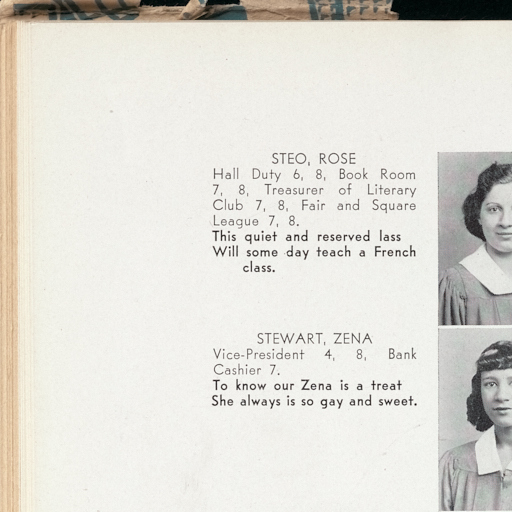 STEO, ROSE
Hall Duty 6, 8, Book Room
7, 8, Treasurer of Literary
Club 7, 8, Fair and Square
League 7, 8.
This quiet and reserved lass
Will some day teach a French
class.
STEWART, ZENA
Vice-President 4, 8, Bank
Cashier 7.
To know our Zena is a treat
She always is so gay and sweet.